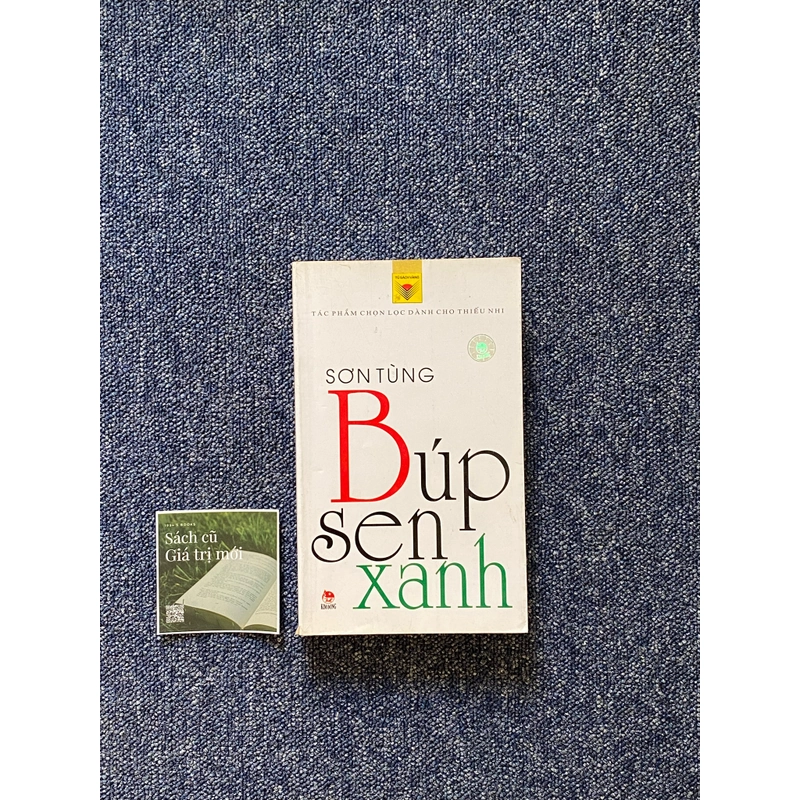 TÁC PHẨM CHỌN LỌC DÀNH CHO THIẾU NHI
SƠN TÙNG
Búp
sen
xanh
Sách cũ
Giá trị mới